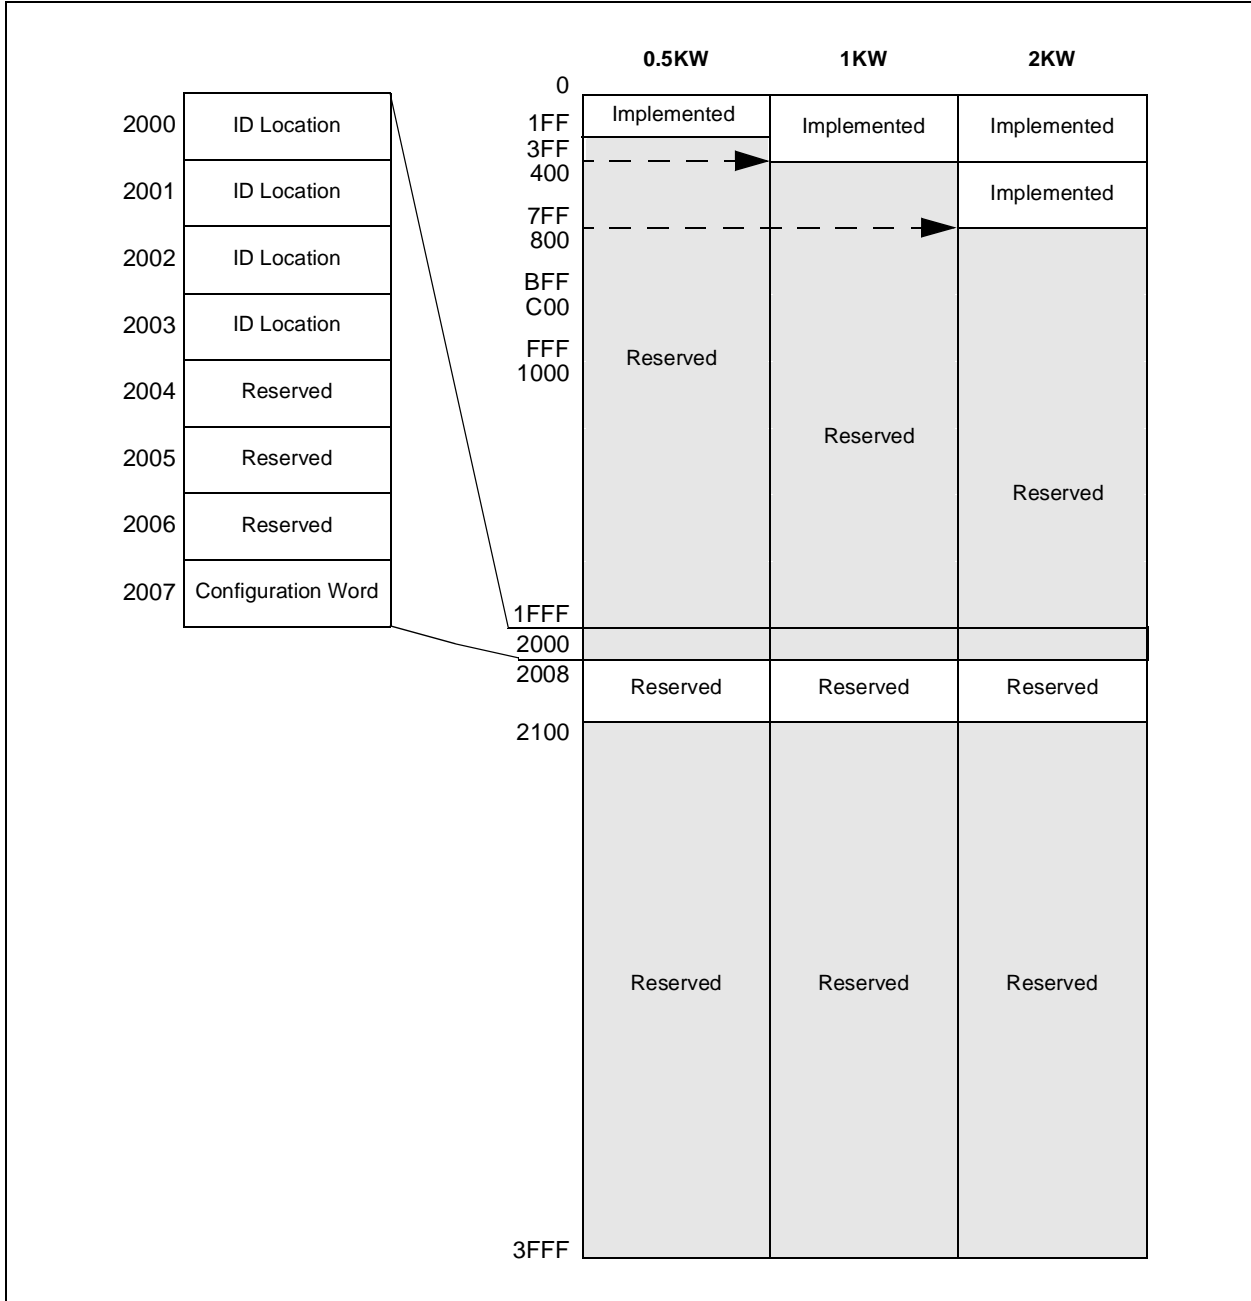 0.5KW 1KW 2KW
0
2000 ID Location
2001 ID Location
2002 ID Location
2003 ID Location
2004 Reserved
2005 Reserved
2006 Reserved
2007 Configuration Word
1FF
3FF
400
7FF
800
BFF
C00
FFF
1000
1FFF
2000
2008
2100
3FFF
Implemented Implemented Implemented
Implemented
Reserved
Reserved
Reserved
Reserved Reserved Reserved
Reserved Reserved Reserved